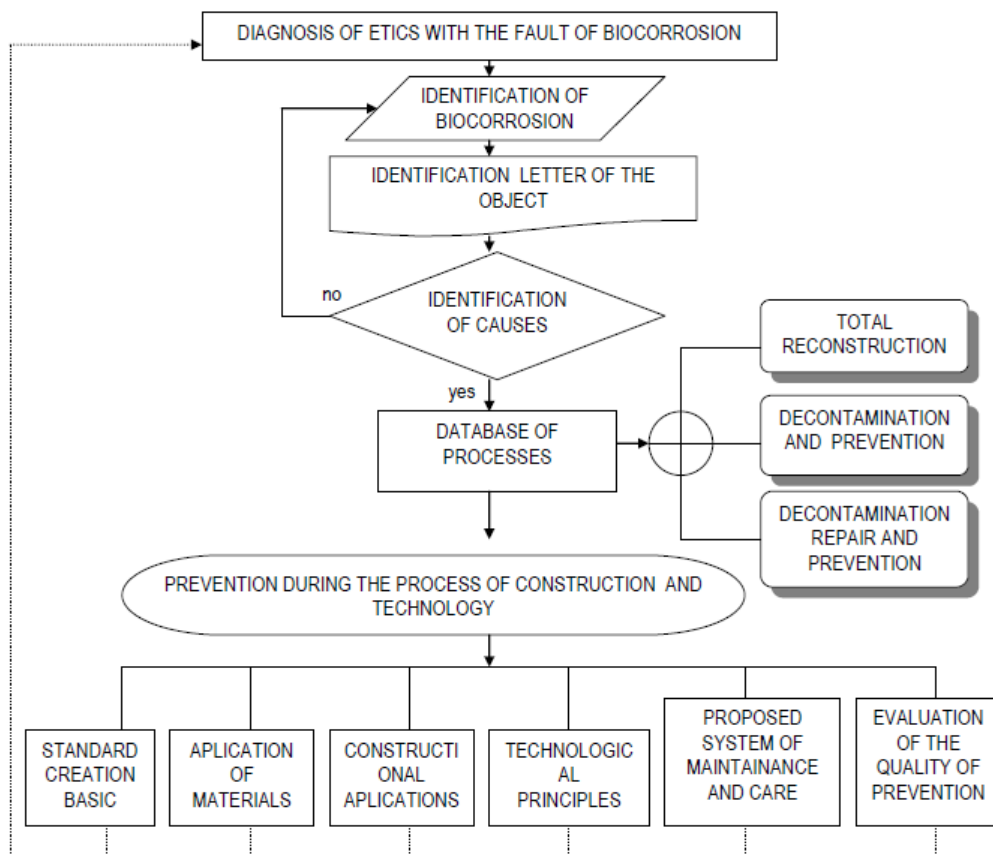 DIAGNOSIS OF ETICS WITH THE FAULT OF BIOCORROSION
IDENTIFICATION OF
BIOCORROSION
IDENTIFICATION LETTER OF THE
OBJECT
no
IDENTIFICATION
OF CAUSES
yes
TOTAL
RECONSTRUCTION
DATABASE OF
PROCESSES
DECONTAMINATION
AND PREVENTION
DECONTAMINATION
REPAIR AND
PREVENTION
PREVENTION DURING THE PROCESS OF CONSTRUCTION AND
TECHNOLOGY
STANDARD
CREATION
BASIC
APLICATION
OF
MATERIALS
CONSTRUCTI
ONAL
APLICATIONS
TECHNOLOGIC
AL
PRINCIPLES
PROPOSED
SYSTEM OF
MAINTAINANCE
AND CARE
EVALUATION
OF THE
QUALITY OF
PREVENTION